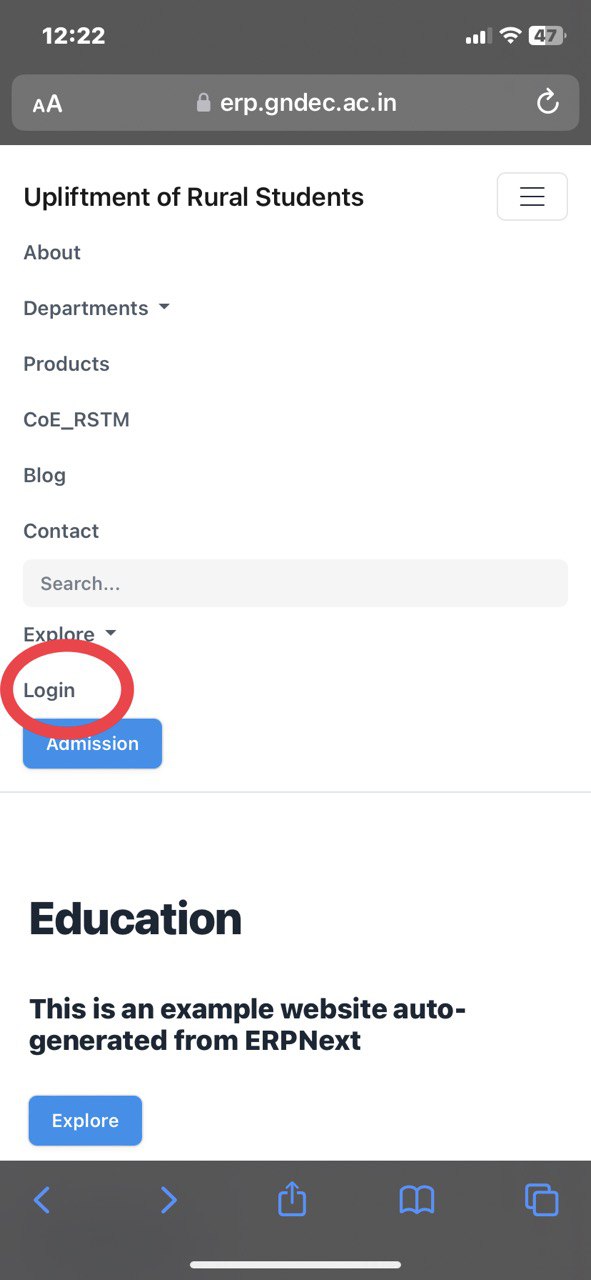 12:22
47
AA erp.gndec.ac.in
Upliftment of Rural Students
About
Departments
Products
CoE_RSTM
Blog
Contact
Search...
Explore
Login
Admission
Education
This is an example website auto-
generated from ERPNext
Explore